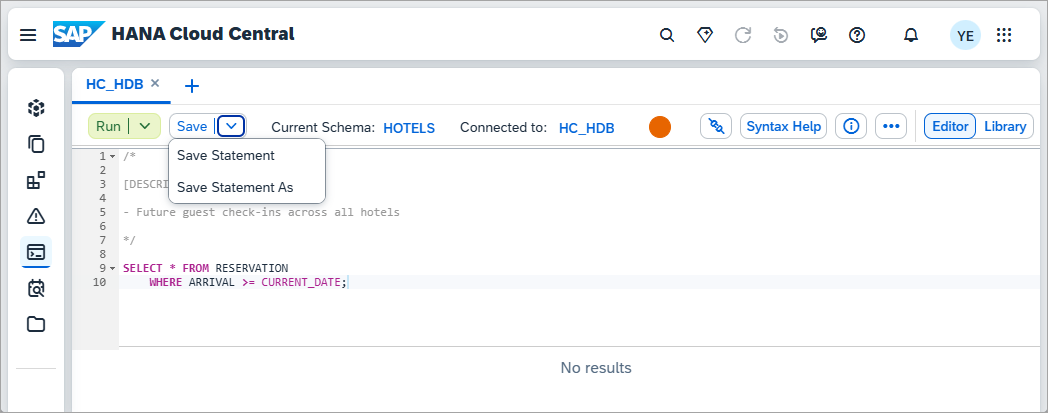 SAP HANA Cloud Central YE
HC_HDB
Run Save Current Schema: HOTELS Connected to: HC_HDB Syntax Help Editor Library
Save Statement
Save Statement As
1 /*
2
3 [DESCRI
4
5 - Future guest check-ins across all hotels
6
7 */
8
9 SELECT * FROM RESERVATION
10 WHERE ARRIVAL >= CURRENT_DATE;
No results